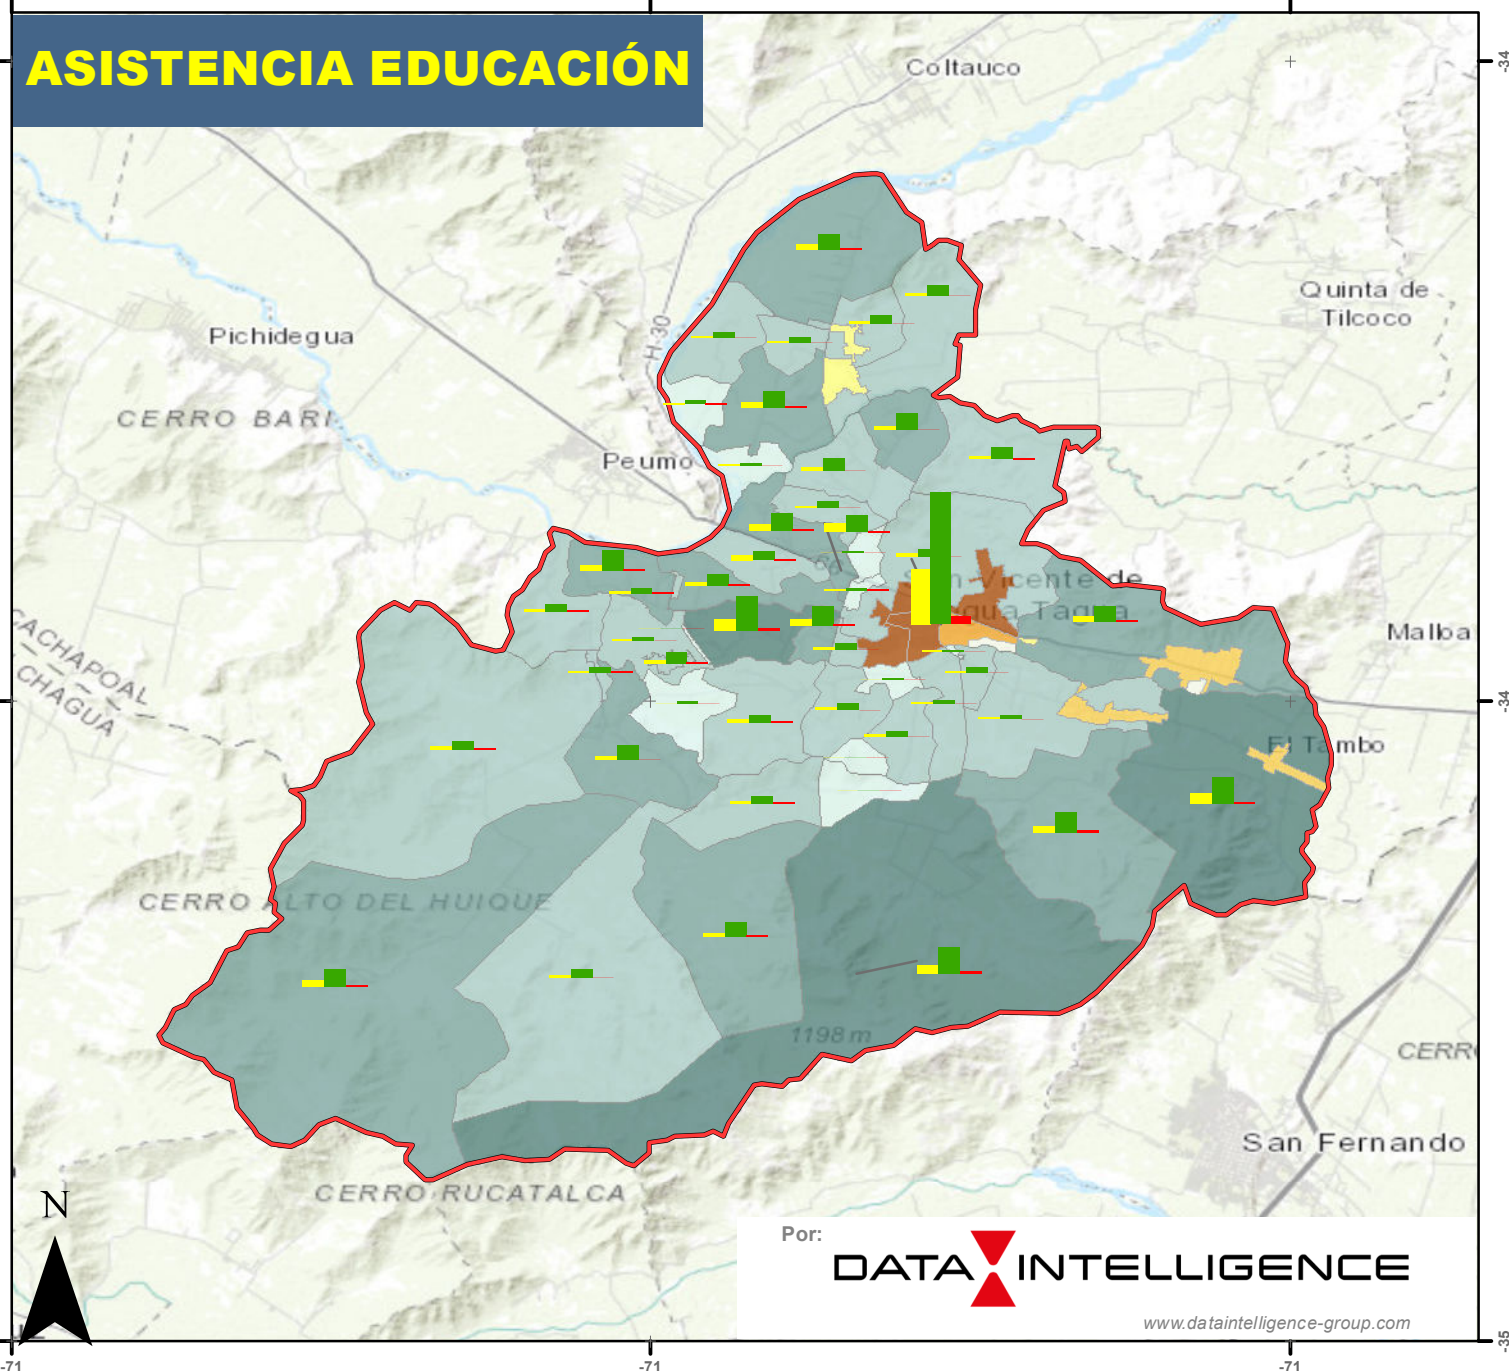 ASISTENCIA EDUCACIÓN
Coltauco
-34
Quinta de
Tilcoco
Pichidegua
H-30
CERRO BARI
Peumo
66
San Vicente de
Tagua Tagua
Malloa
CACHAPOAL
CHAGUA
-34
El Tambo
CERRO ALTO DEL HUIQUE
1198 m
CERRO
San Fernando
CERRO RUCATALCA
N
Por:
DATA INTELLIGENCE
www.dataintelligence-group.com
-35
-71
-71
-71